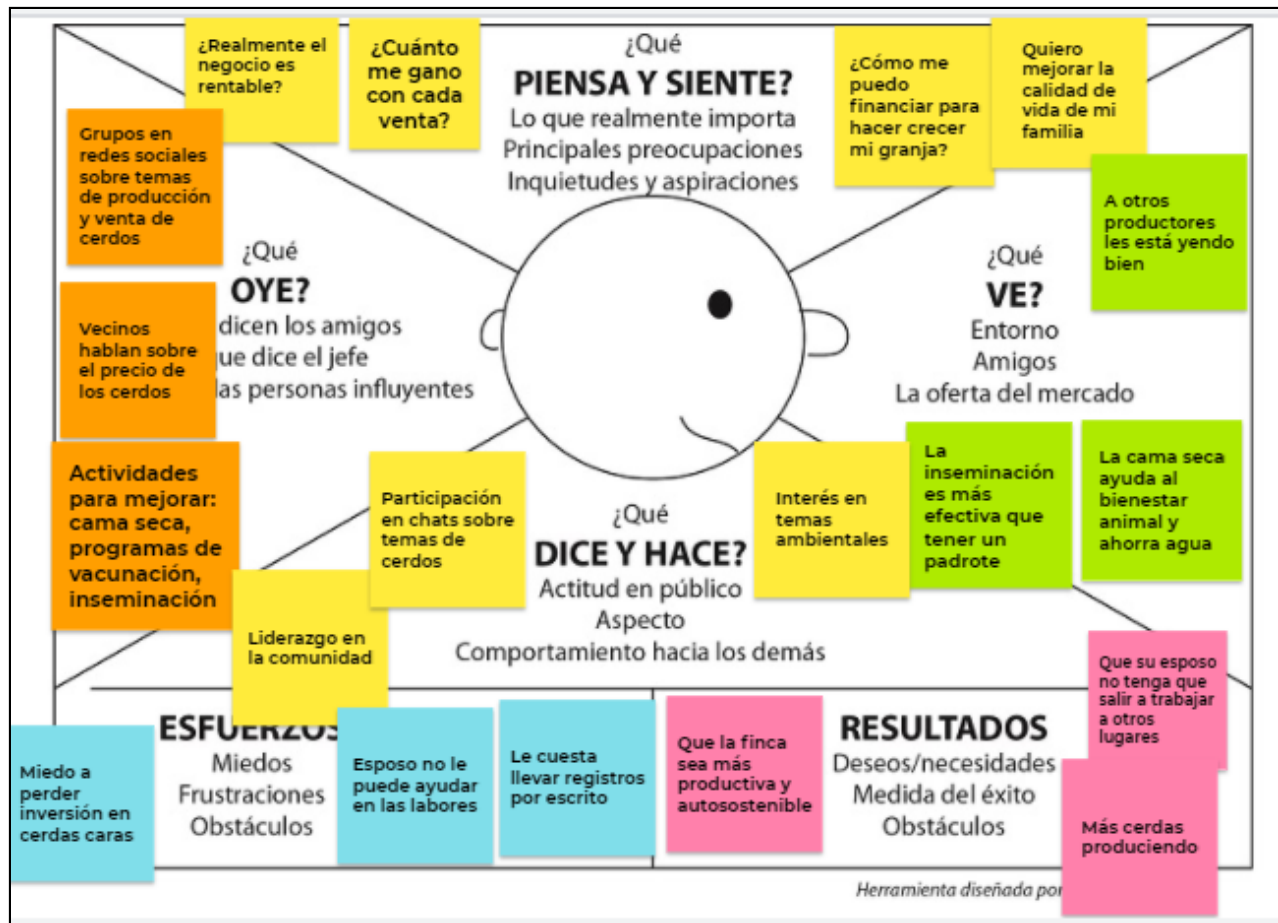 ¿Realmente el
negocio es
rentable?
¿Cuánto
me gano
con cada
venta?
¿Qué
PIENSA Y SIENTE?
Lo que realmente importa
Principales preocupaciones
Inquietudes y aspiraciones
¿Cómo me
puedo
financiar para
hacer crecer
mi granja?
Quiero
mejorar la
calidad de
vida de mi
familia
Grupos en
redes sociales
sobre temas
de producción
y venta de
cerdos
¿Qué
OYE?
dicen los amigos
que dice el jefe
las personas influyentes
Vecinos
hablan sobre
el precio de
los cerdos
Actividades
para mejorar:
cama seca,
programas de
vacunación,
inseminación
A otros
productores
les está yendo
bien
¿Qué
VE?
Entorno
Amigos
La oferta del mercado
La
inseminación
es más
efectiva que
tener un
padrote
La cama seca
ayuda al
bienestar
animal y
ahorra agua
Liderazgo en
la comunidad
Participación
en chats sobre
temas de
cerdos
¿Qué
DICE Y HACE?
Actitud en público
Aspecto
Comportamiento hacia los demás
Interés en
temas
ambientales
Miedo a
perder
inversión en
cerdas caras
ESFUERZOS
Miedos
Frustraciones
Obstáculos
Esposo no le
puede ayudar
en las labores
Le cuesta
llevar registros
por escrito
Que la finca
sea más
productiva y
autosostenible
RESULTADOS
Deseos/necesidades
Medida del éxito
Obstáculos
Que su esposo
no tenga que
salir a trabajar
a otros
lugares
Más cerdas
produciendo
Herramienta diseñada por